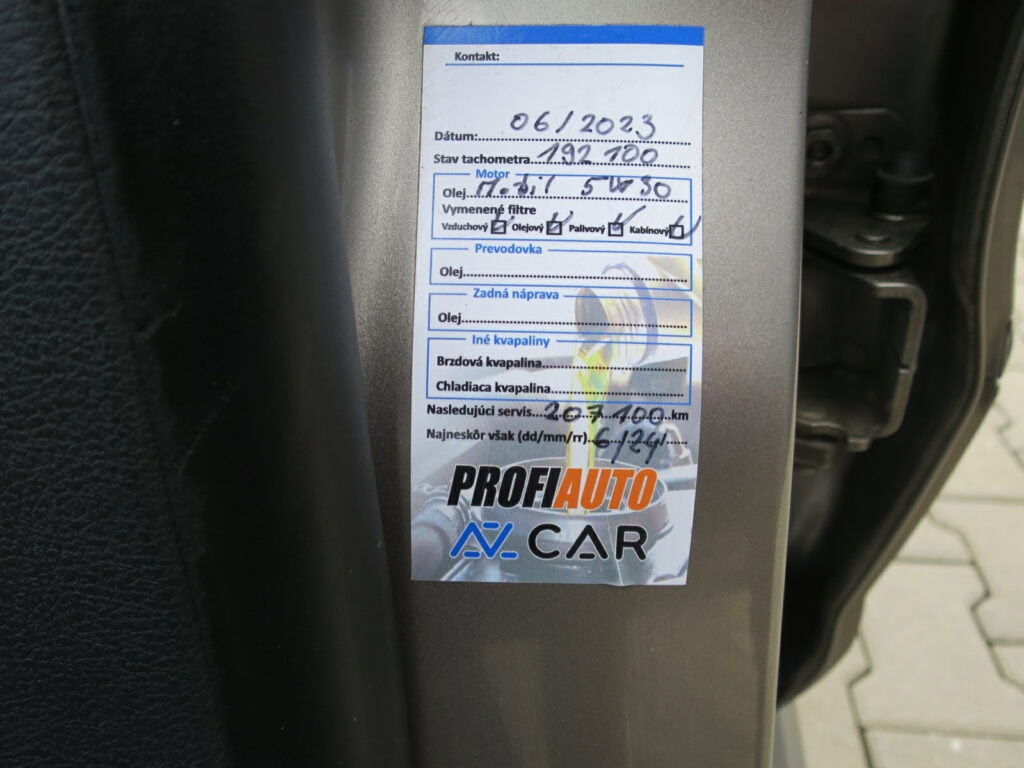 Kontakt:
Dátum: 06/2023
Stav tachometra 192 100
Motor
Olej Mobil 5W30
Vymenené filtre
Vzduchový Olejový Palivový Kabínový
Prevodovka
Olej
Zadná náprava
Olej
Iné kvapaliny
Brzdová kvapalina
Chladiaca kvapalina
Nasledujúci servis 207 100 km
Najneskôr však (dd/mm/rr) 6/24/
PROFIAUTO
AZ CAR